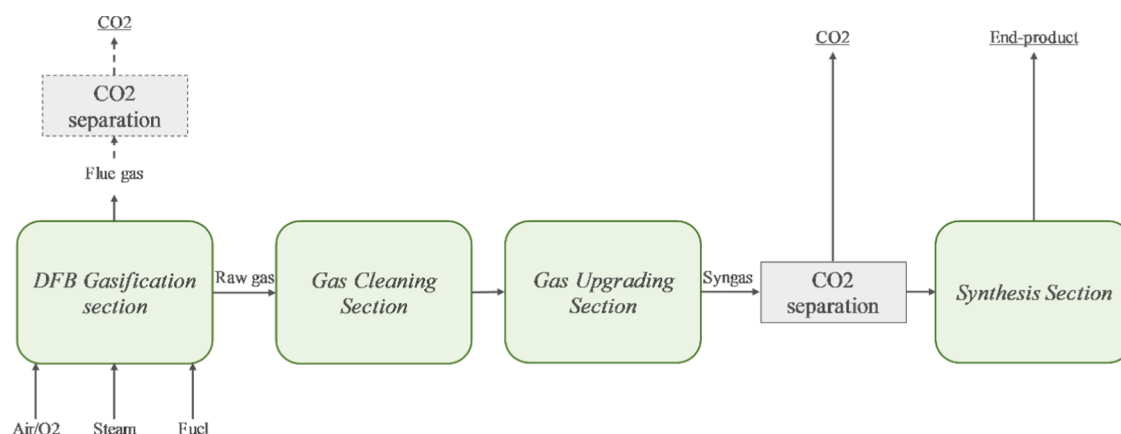 CO2
CO2
separation
Flue gas
CO2
End-product
DFB Gasification
section
Raw gas
Gas Cleaning
Section
Gas Upgrading
Section
Syngas
CO2
separation
Synthesis Section
Air/O2
Steam
Fuel